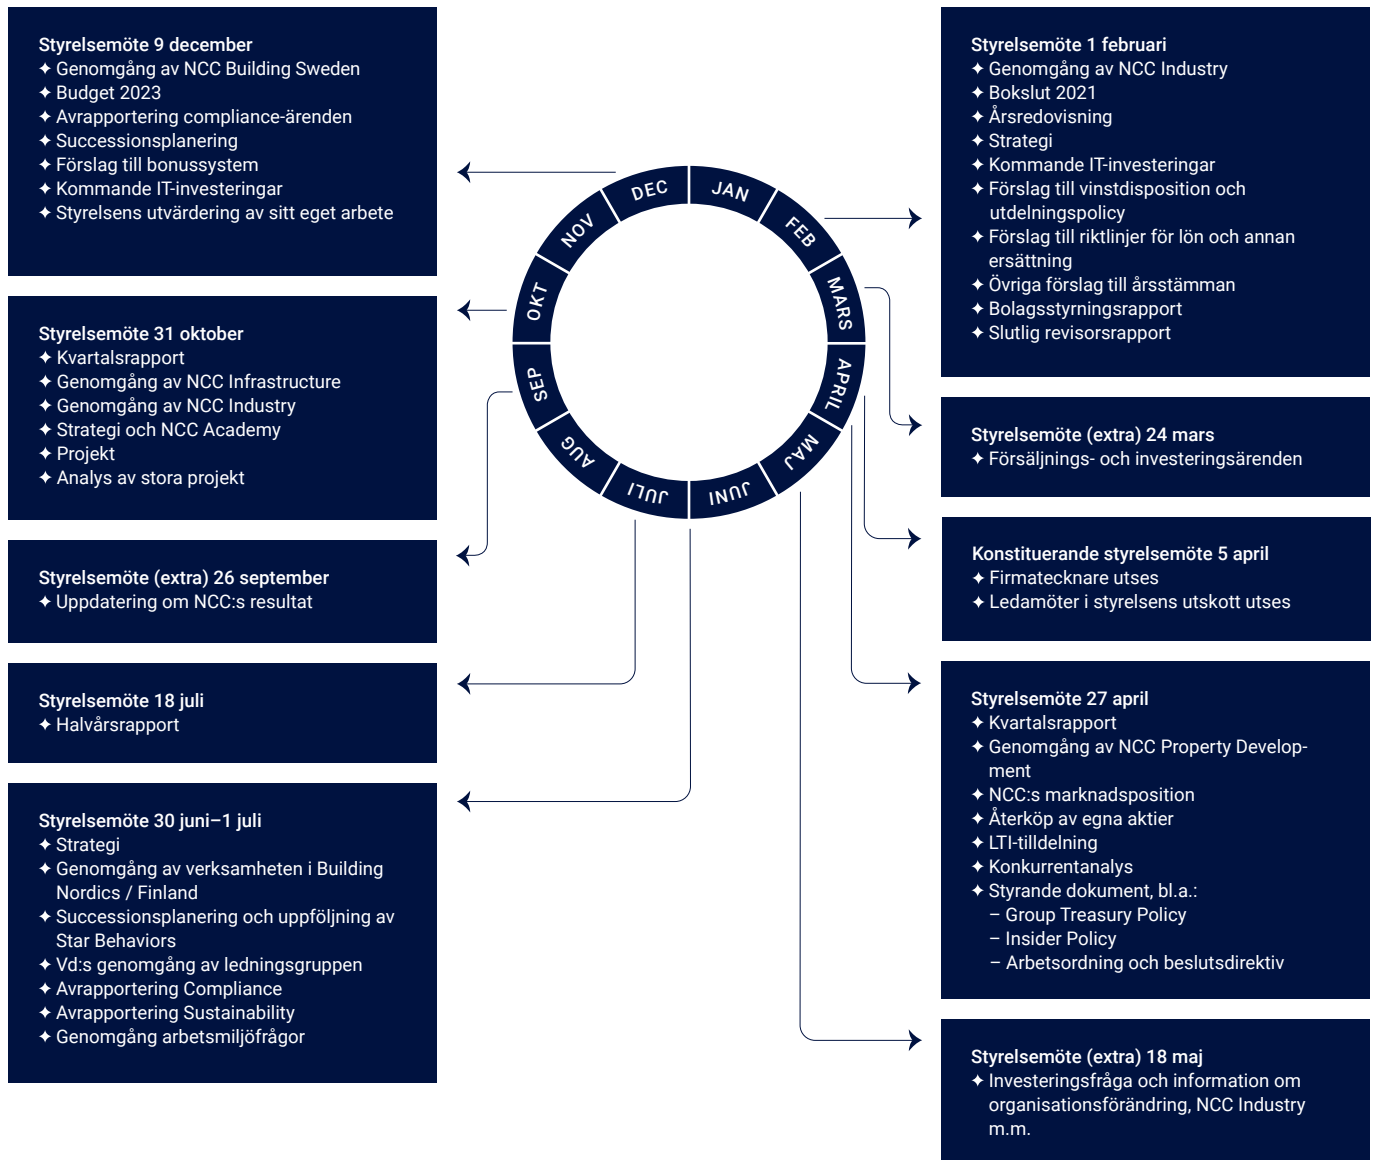 Styrelsemöte 9 december
✦ Genomgång av NCC Building Sweden
✦ Budget 2023
✦ Avrapportering compliance-ärenden
✦ Successionsplanering
✦ Förslag till bonussystem
✦ Kommande IT-investeringar
✦ Styrelsens utvärdering av sitt eget arbete
Styrelsemöte 31 oktober
✦ Kvartalsrapport
✦ Genomgång av NCC Infrastructure
✦ Genomgång av NCC Industry
✦ Strategi och NCC Academy
✦ Projekt
✦ Analys av stora projekt
Styrelsemöte (extra) 26 september
✦ Uppdatering om NCC:s resultat
Styrelsemöte 18 juli
✦ Halvårsrapport
Styrelsemöte 30 juni–1 juli
✦ Strategi
✦ Genomgång av verksamheten i Building
Nordics / Finland
✦ Successionsplanering och uppföljning av
Star Behaviors
✦ Vd:s genomgång av ledningsgruppen
✦ Avrapportering Compliance
✦ Avrapportering Sustainability
✦ Genomgång arbetsmiljöfrågor
JAN
FEB
MARS
APRIL
MAJ
JUNI
JULI
AUG
SEP
OKT
NOV
DEC
Styrelsemöte 1 februari
✦ Genomgång av NCC Industry
✦ Bokslut 2021
✦ Årsredovisning
✦ Strategi
✦ Kommande IT-investeringar
✦ Förslag till vinstdisposition och
utdelningspolicy
✦ Förslag till riktlinjer för lön och annan
ersättning
✦ Övriga förslag till årsstämman
✦ Bolagsstyrningsrapport
✦ Slutlig revisorsrapport
Styrelsemöte (extra) 24 mars
✦ Försäljnings- och investeringsärenden
Konstituerande styrelsemöte 5 april
✦ Firmatecknare utses
✦ Ledamöter i styrelsens utskott utses
Styrelsemöte 27 april
✦ Kvartalsrapport
✦ Genomgång av NCC Property Develop-
ment
✦ NCC:s marknadsposition
✦ Återköp av egna aktier
✦ LTI-tilldelning
✦ Konkurrentanalys
✦ Styrande dokument, bl.a.:
– Group Treasury Policy
– Insider Policy
– Arbetsordning och beslutsdirektiv
Styrelsemöte (extra) 18 maj
✦ Investeringsfråga och information om
organisationsförändring, NCC Industry
m.m.